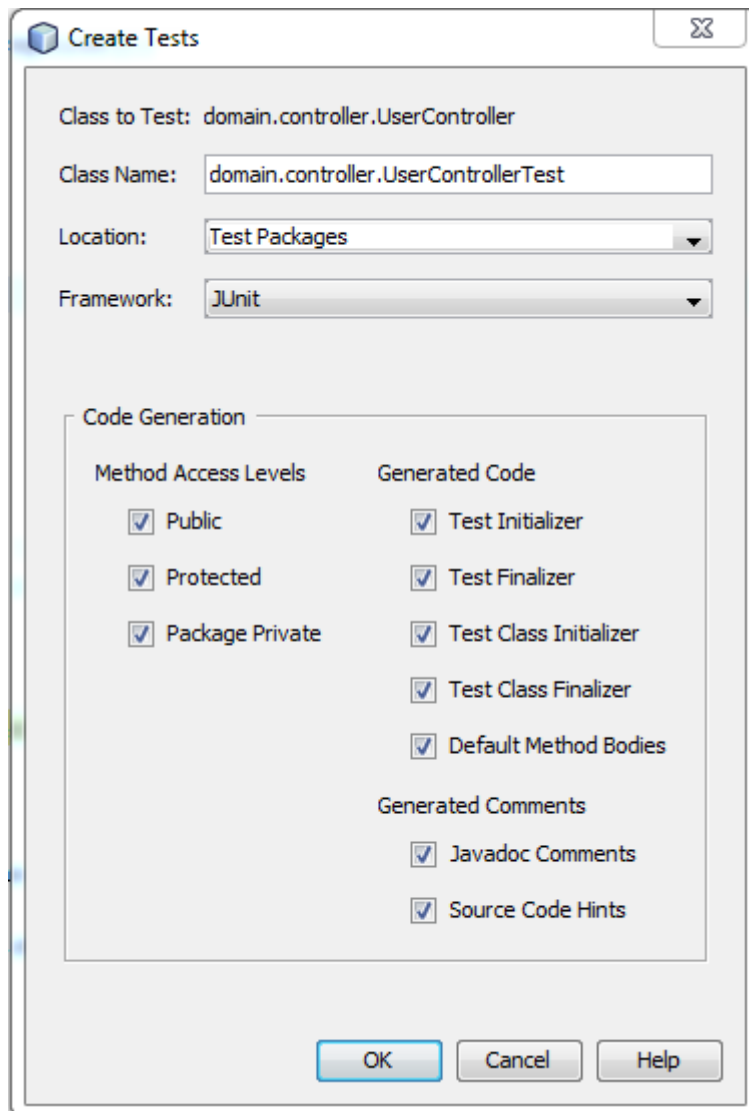 Create Tests
Class to Test: domain.controller.UserController
Class Name: domain.controller.UserControllerTest
Location: Test Packages
Framework: JUnit
Code Generation
Method Access Levels
Public
Protected
Package Private
Generated Code
Test Initializer
Test Finalizer
Test Class Initializer
Test Class Finalizer
Default Method Bodies
Generated Comments
Javadoc Comments
Source Code Hints
OK Cancel Help